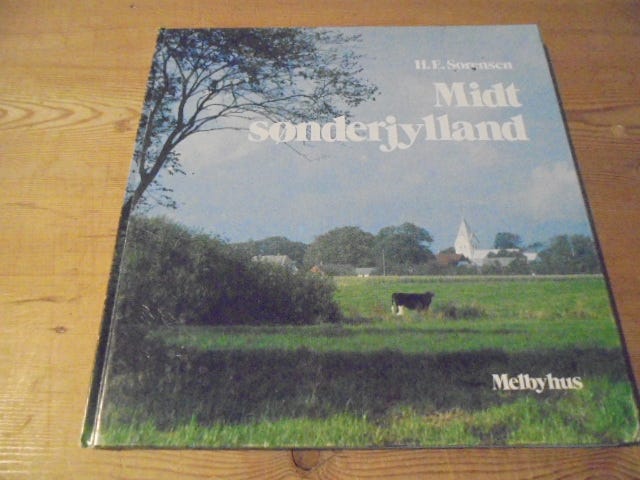 H.E. Sørensen
Midt
sønderjylland
Melbyhus